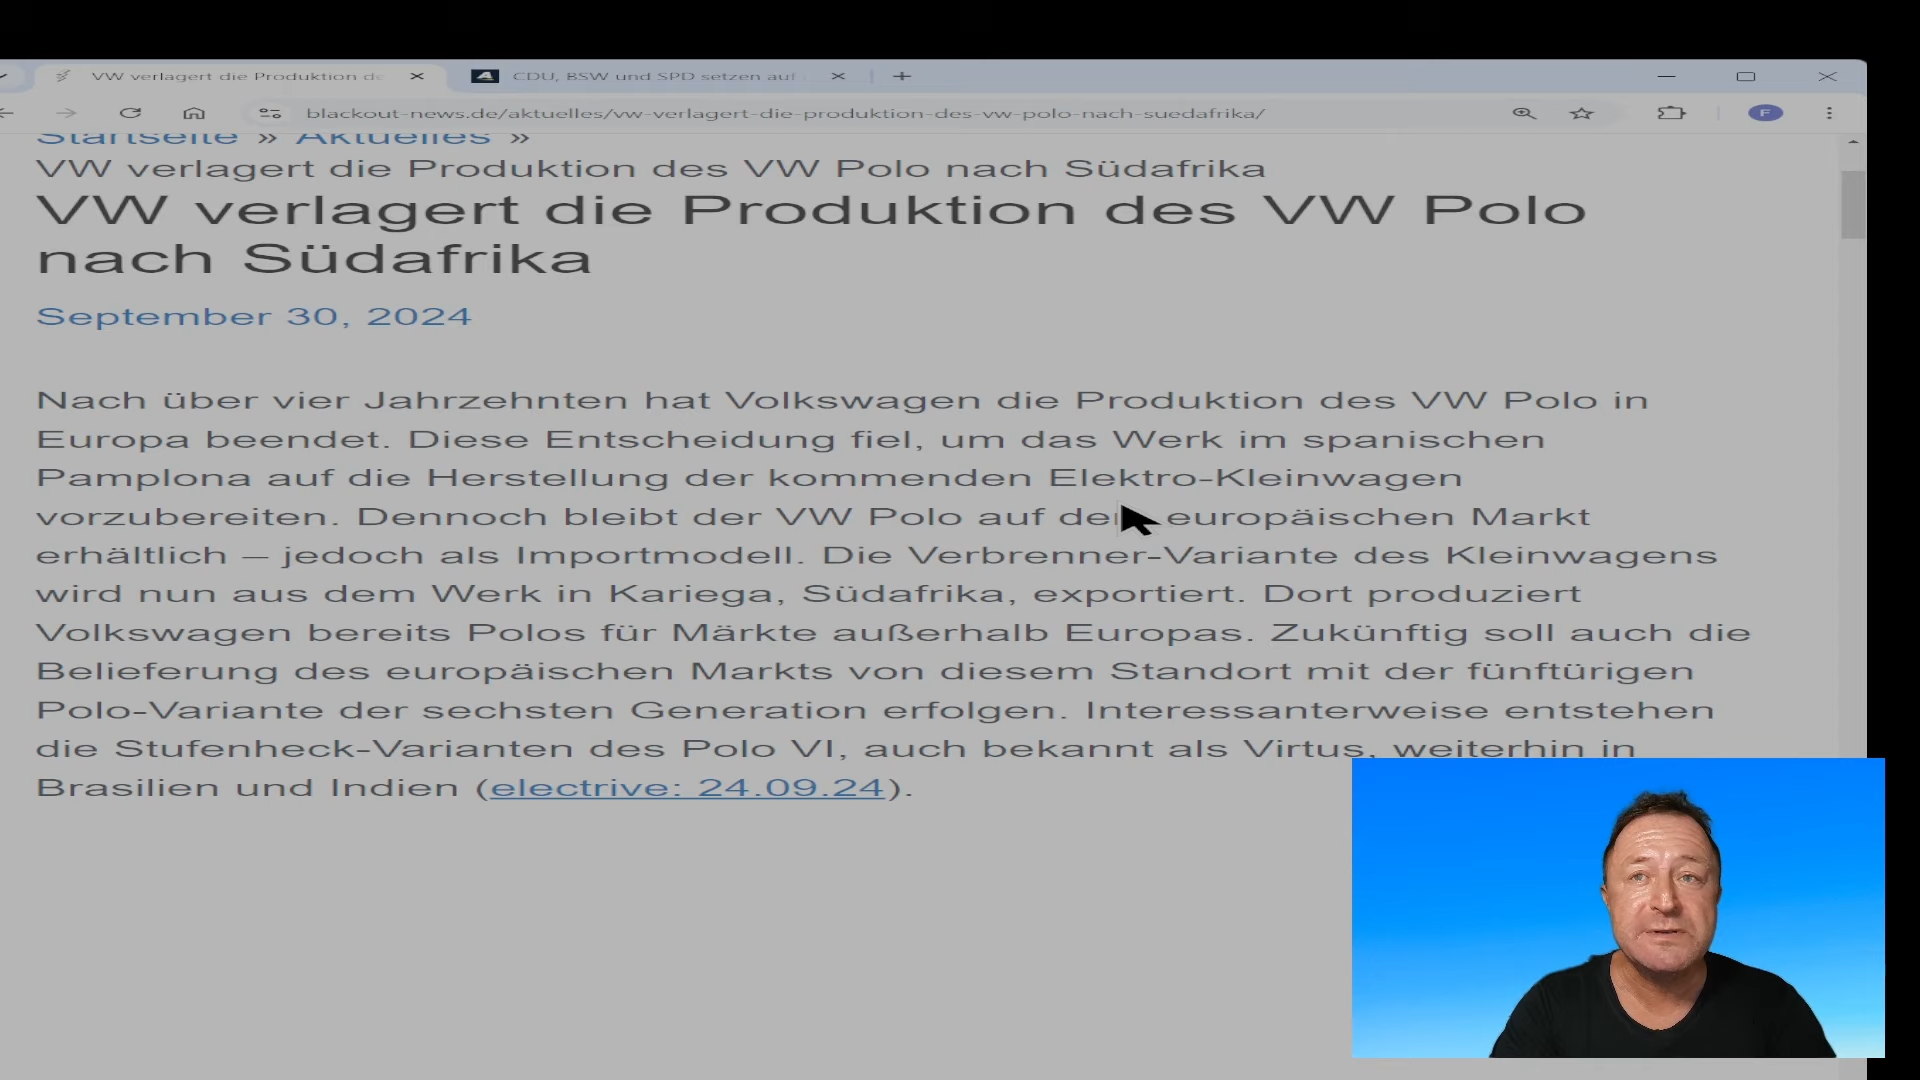 VW verlagert die Produktion de
CDU, BSW und SPD setzen auf
blackout-news.de/aktuelles/vw-verlagert-die-produktion-des-vw-polo-nach-suedafrika/
F
Startseite » Aktuelles »
VW verlagert die Produktion des VW Polo nach Südafrika
VW verlagert die Produktion des VW Polo
nach Südafrika
September 30, 2024
Nach über vier Jahrzehnten hat Volkswagen die Produktion des VW Polo in
Europa beendet. Diese Entscheidung fiel, um das Werk im spanischen
Pamplona auf die Herstellung der kommenden Elektro-Kleinwagen
vorzubereiten. Dennoch bleibt der VW Polo auf dem europäischen Markt
erhältlich – jedoch als Importmodell. Die Verbrenner-Variante des Kleinwagens
wird nun aus dem Werk in Kariega, Südafrika, exportiert. Dort produziert
Volkswagen bereits Polos für Märkte außerhalb Europas. Zukünftig soll auch die
Belieferung des europäischen Markts von diesem Standort mit der fünftürigen
Polo-Variante der sechsten Generation erfolgen. Interessanterweise entstehen
die Stufenheck-Varianten des Polo VI, auch bekannt als Virtus, weiterhin in
Brasilien und Indien (electrive: 24.09.24).